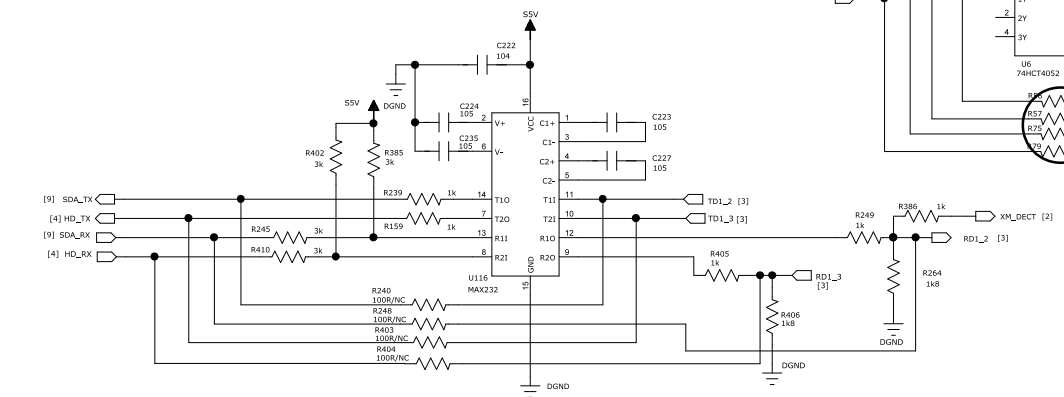 S5V
C222
104
DGND
S5V
C224
105
C235
105
R402
3k
R385
3k
16
VCC
2 V+
6 V-
C1+ 1
C1- 3
C2+ 4
C2- 5
C223
105
C227
105
[9] SDA_TX
R239 1k
14 T1O
T1I 11
TD1_2 [3]
[4] HD_TX
R159 1k
7 T2O
T2I 10
TD1_3 [3]
[9] SDA_RX
R245 3k
13 R1I
R1O 12
[4] HD_RX
R410 3k
8 R2I
R2O 9
GND
15
U116
MAX232
R249
1k
R386 1k
XM_DECT [2]
RD1_2 [3]
R264
1k8
DGND
R405
1k
RD1_3
[3]
R406
1k8
DGND
R240
100R/NC
R248
100R/NC
R403
100R/NC
R404
100R/NC
DGND
2 2Y
4 3Y
U6
74HCT4052
R57
R75